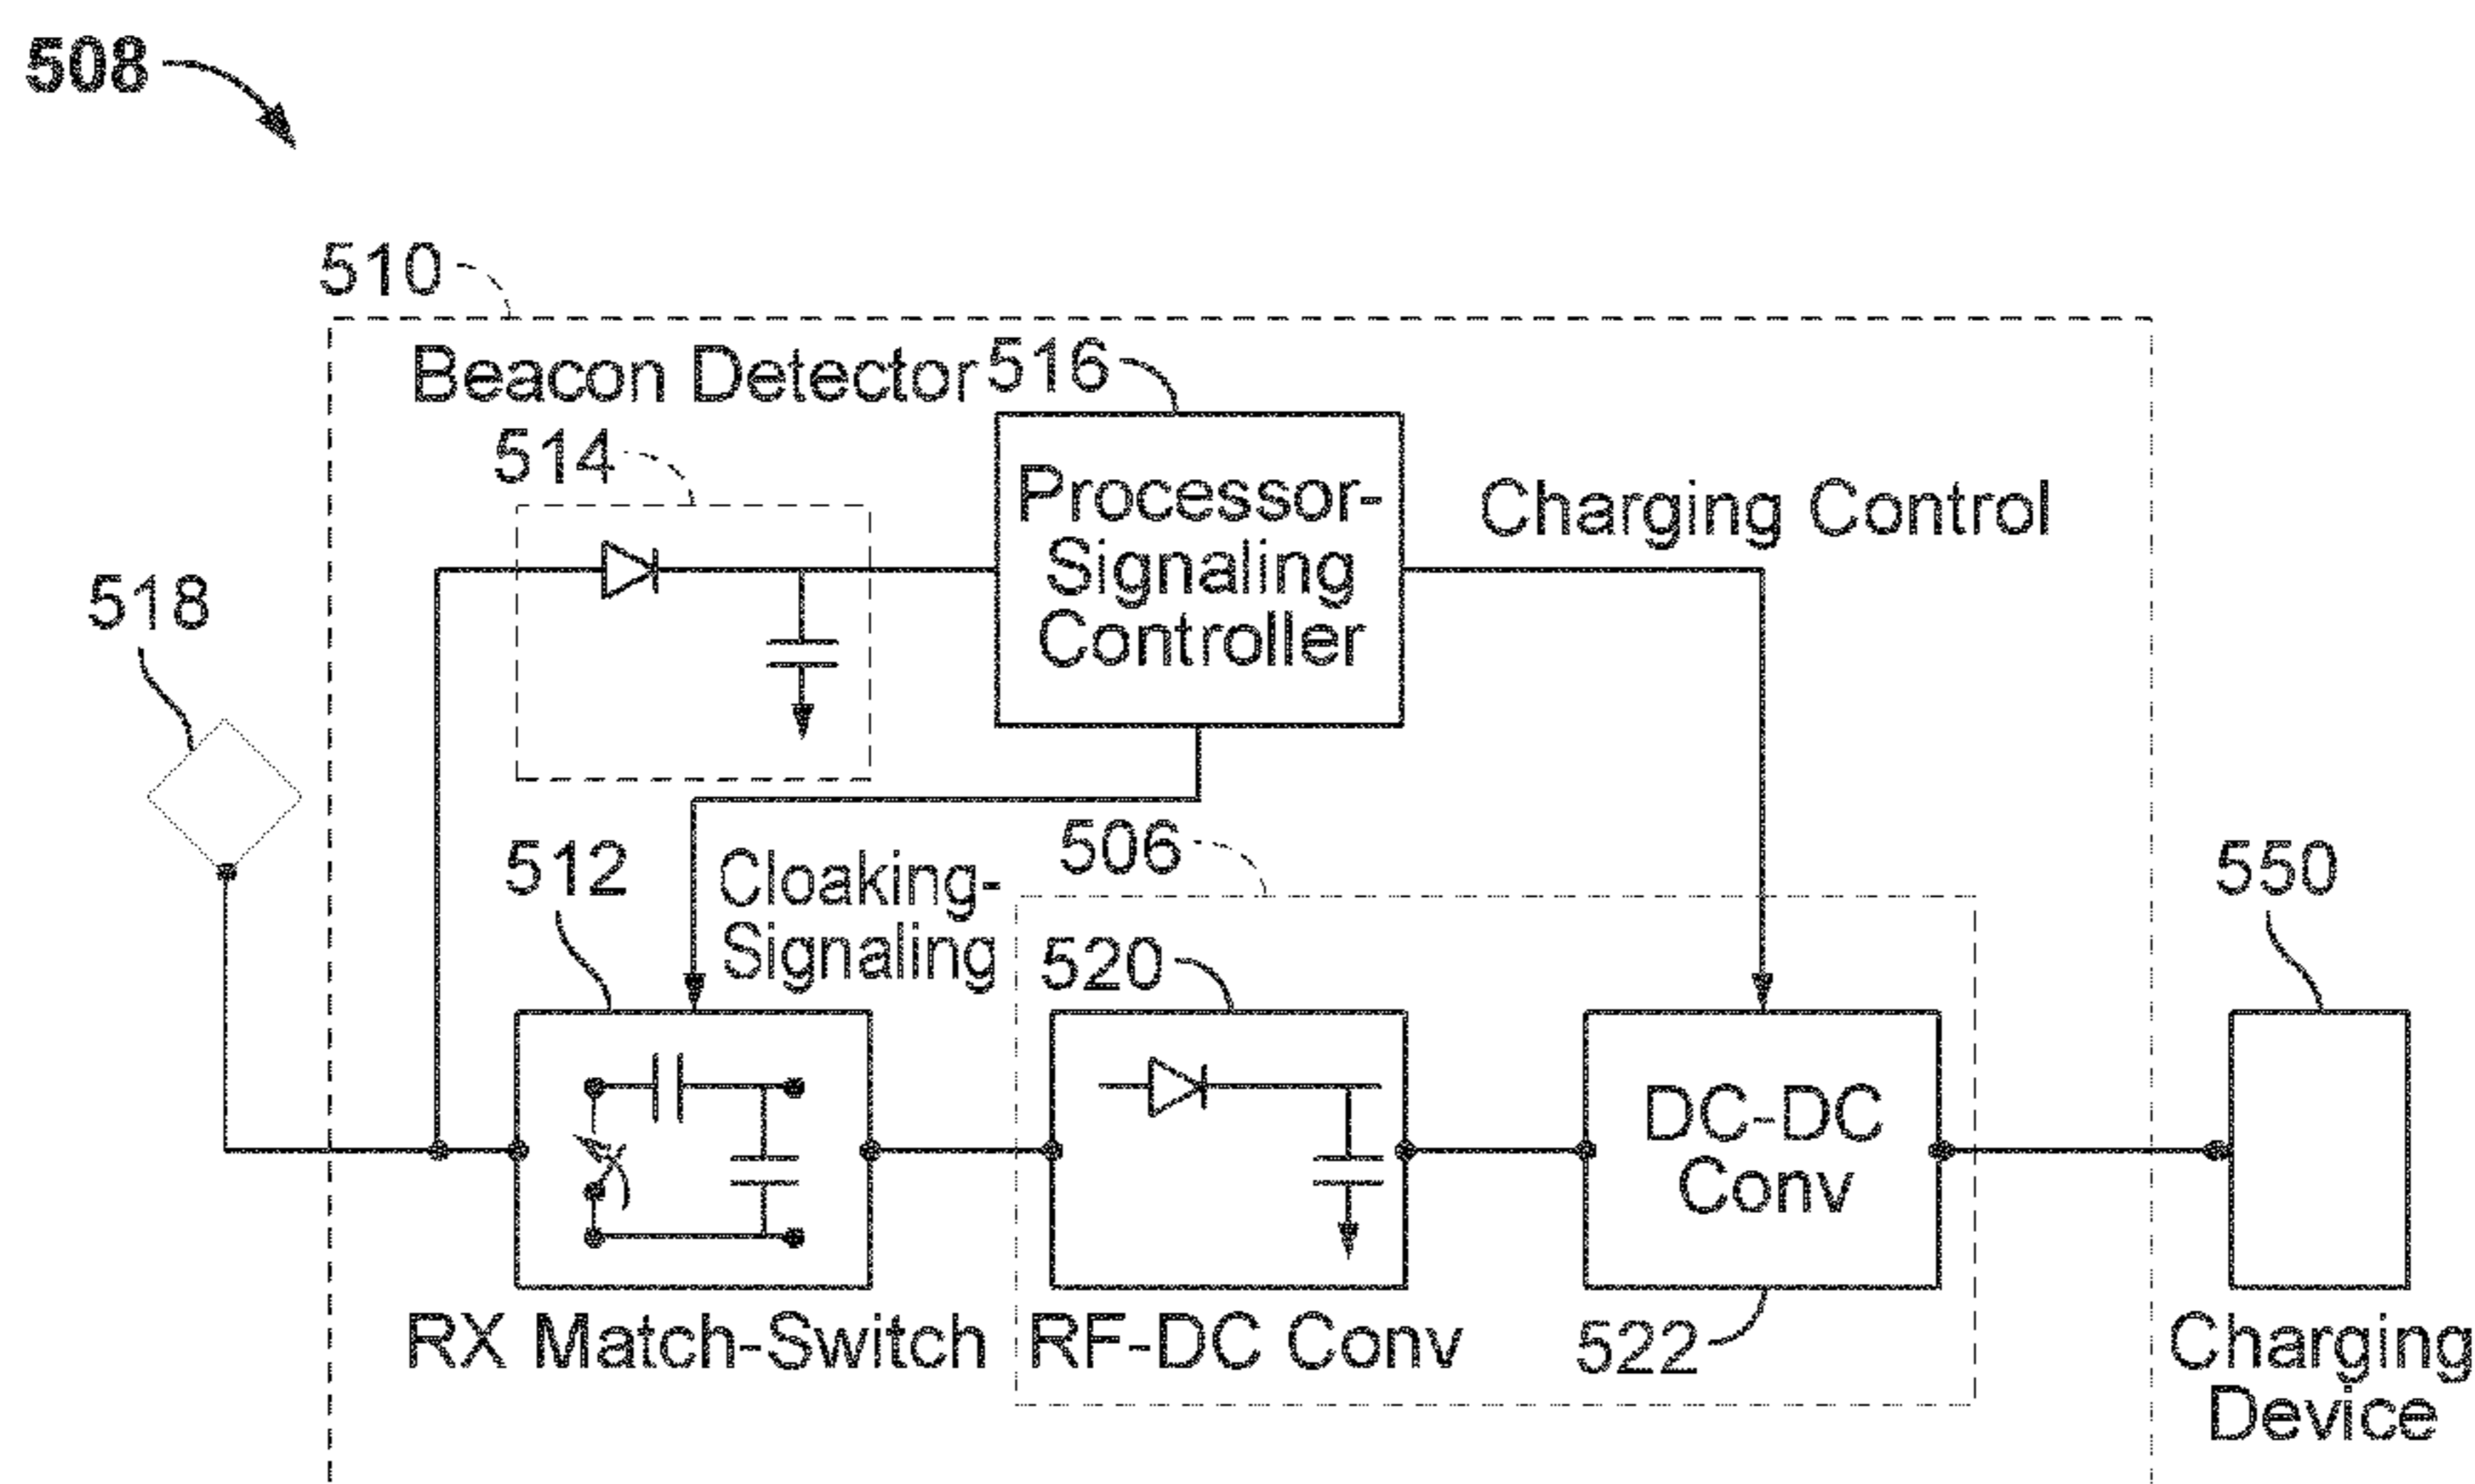 508
510
Beacon Detector
516
514
Processor-
Signaling
Controller
Charging Control
518
512
Cloaking-
Signaling
506
520
550
DC-DC
Conv
RX Match-Switch
RF-DC Conv
522
Charging
Device